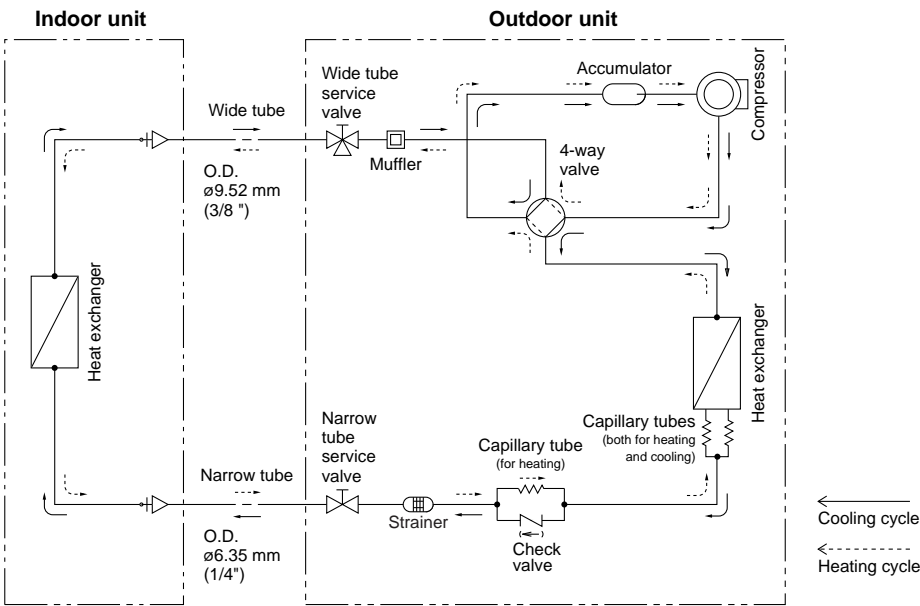 Indoor unit
Outdoor unit
Wide tube
O.D.
ø9.52 mm
(3/8 ")
Wide tube
service
valve
Muffler
Accumulator
Compressor
4-way
valve
Heat exchanger
Heat exchanger
Capillary tubes
(both for heating
and cooling)
Narrow tube
O.D.
ø6.35 mm
(1/4")
Narrow
tube
service
valve
Strainer
Capillary tube
(for heating)
Check
valve
Cooling cycle
Heating cycle